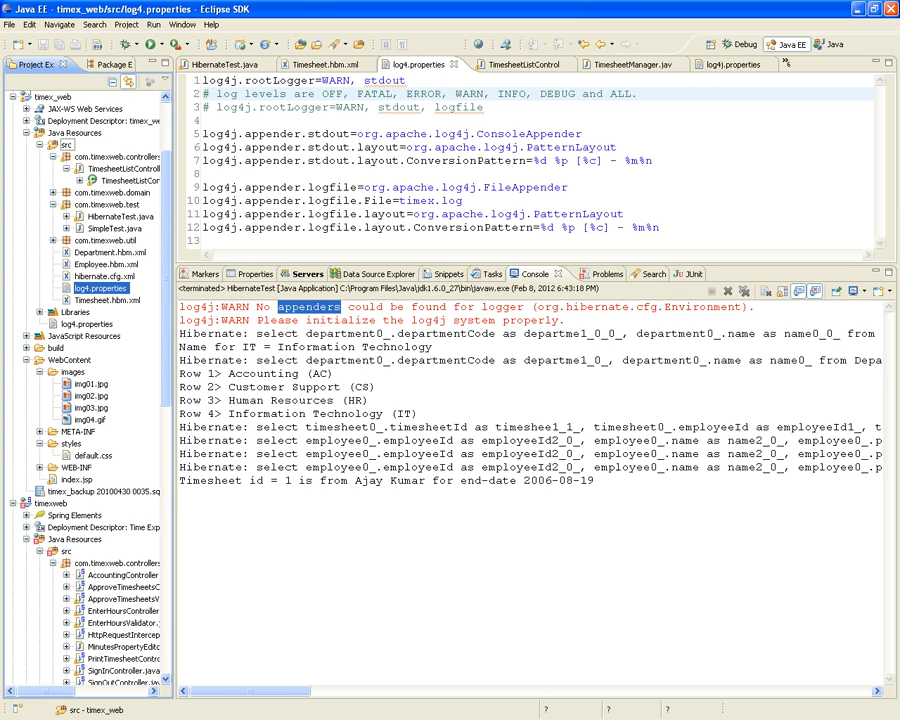 Java EE - timex_web/src/log4.properties - Eclipse SDK
File Edit Navigate Search Project Run Window Help
Debug Java EE Java
Project Ex Package E
timex_web
JAX-WS Web Services
Deployment Descriptor: timex_we
Java Resources
src
com.timexweb.controllers
TimesheetListControl
TimesheetListCor
com.timexweb.domain
com.timexweb.test
HibernateTest.java
SimpleTest.java
com.timexweb.util
Department.hbm.xml
Employee.hbm.xml
hibernate.cfg.xml
log4.properties
Timesheet.hbm.xml
Libraries
log4.properties
JavaScript Resources
build
WebContent
images
img01.jpg
img02.jpg
img03.jpg
img04.gif
META-INF
styles
default.css
WEB-INF
index.jsp
timex_backup 20100430 0035.sq
timexweb
Spring Elements
Deployment Descriptor: Time Exp
Java Resources
src
com.timexweb.controllers
AccountingController
ApproveTimesheetsC
ApproveTimesheetsV
EnterHoursController
EnterHoursValidator.
HttpRequestIntercep
MinutesPropertyEdito
PrintTimesheetContro
SignInController.java
SignOutController.jav
HibernateTest.java Timesheet.hbm.xml log4.properties TimesheetListControl TimesheetManager.jav log4j.properties
1 log4j.rootLogger=WARN, stdout
2 # log levels are OFF, FATAL, ERROR, WARN, INFO, DEBUG and ALL.
3 # log4j.rootLogger=WARN, stdout, logfile
4
5 log4j.appender.stdout=org.apache.log4j.ConsoleAppender
6 log4j.appender.stdout.layout=org.apache.log4j.PatternLayout
7 log4j.appender.stdout.layout.ConversionPattern=%d %p [%c] - %m%n
8
9 log4j.appender.logfile=org.apache.log4j.FileAppender
10 log4j.appender.logfile.File=timex.log
11 log4j.appender.logfile.layout=org.apache.log4j.PatternLayout
12 log4j.appender.logfile.layout.ConversionPattern=%d %p [%c] - %m%n
13
Markers Properties Servers Data Source Explorer Snippets Tasks Console Problems Search JUnit
<terminated> HibernateTest [Java Application] C:\Program Files\Java\jdk1.6.0_27\bin\javaw.exe (Feb 8, 2012 6:43:18 PM)
log4j:WARN No appenders could be found for logger (org.hibernate.cfg.Environment).
log4j:WARN Please initialize the log4j system properly.
Hibernate: select department0_.departmentCode as departme1_0_0_, department0_.name as name0_0_ from
Name for IT = Information Technology
Hibernate: select department0_.departmentCode as departme1_0_, department0_.name as name0_ from Depa
Row 1> Accounting (AC)
Row 2> Customer Support (CS)
Row 3> Human Resources (HR)
Row 4> Information Technology (IT)
Hibernate: select timesheet0_.timesheetId as timeshee1_1_, timesheet0_.employeeId as employeeId1_, t
Hibernate: select employee0_.employeeId as employeeId2_0_, employee0_.name as name2_0_, employee0_.p
Hibernate: select employee0_.employeeId as employeeId2_0_, employee0_.name as name2_0_, employee0_.p
Hibernate: select employee0_.employeeId as employeeId2_0_, employee0_.name as name2_0_, employee0_.p
Timesheet id = 1 is from Ajay Kumar for end-date 2006-08-19
src - timex_web ? ? ?